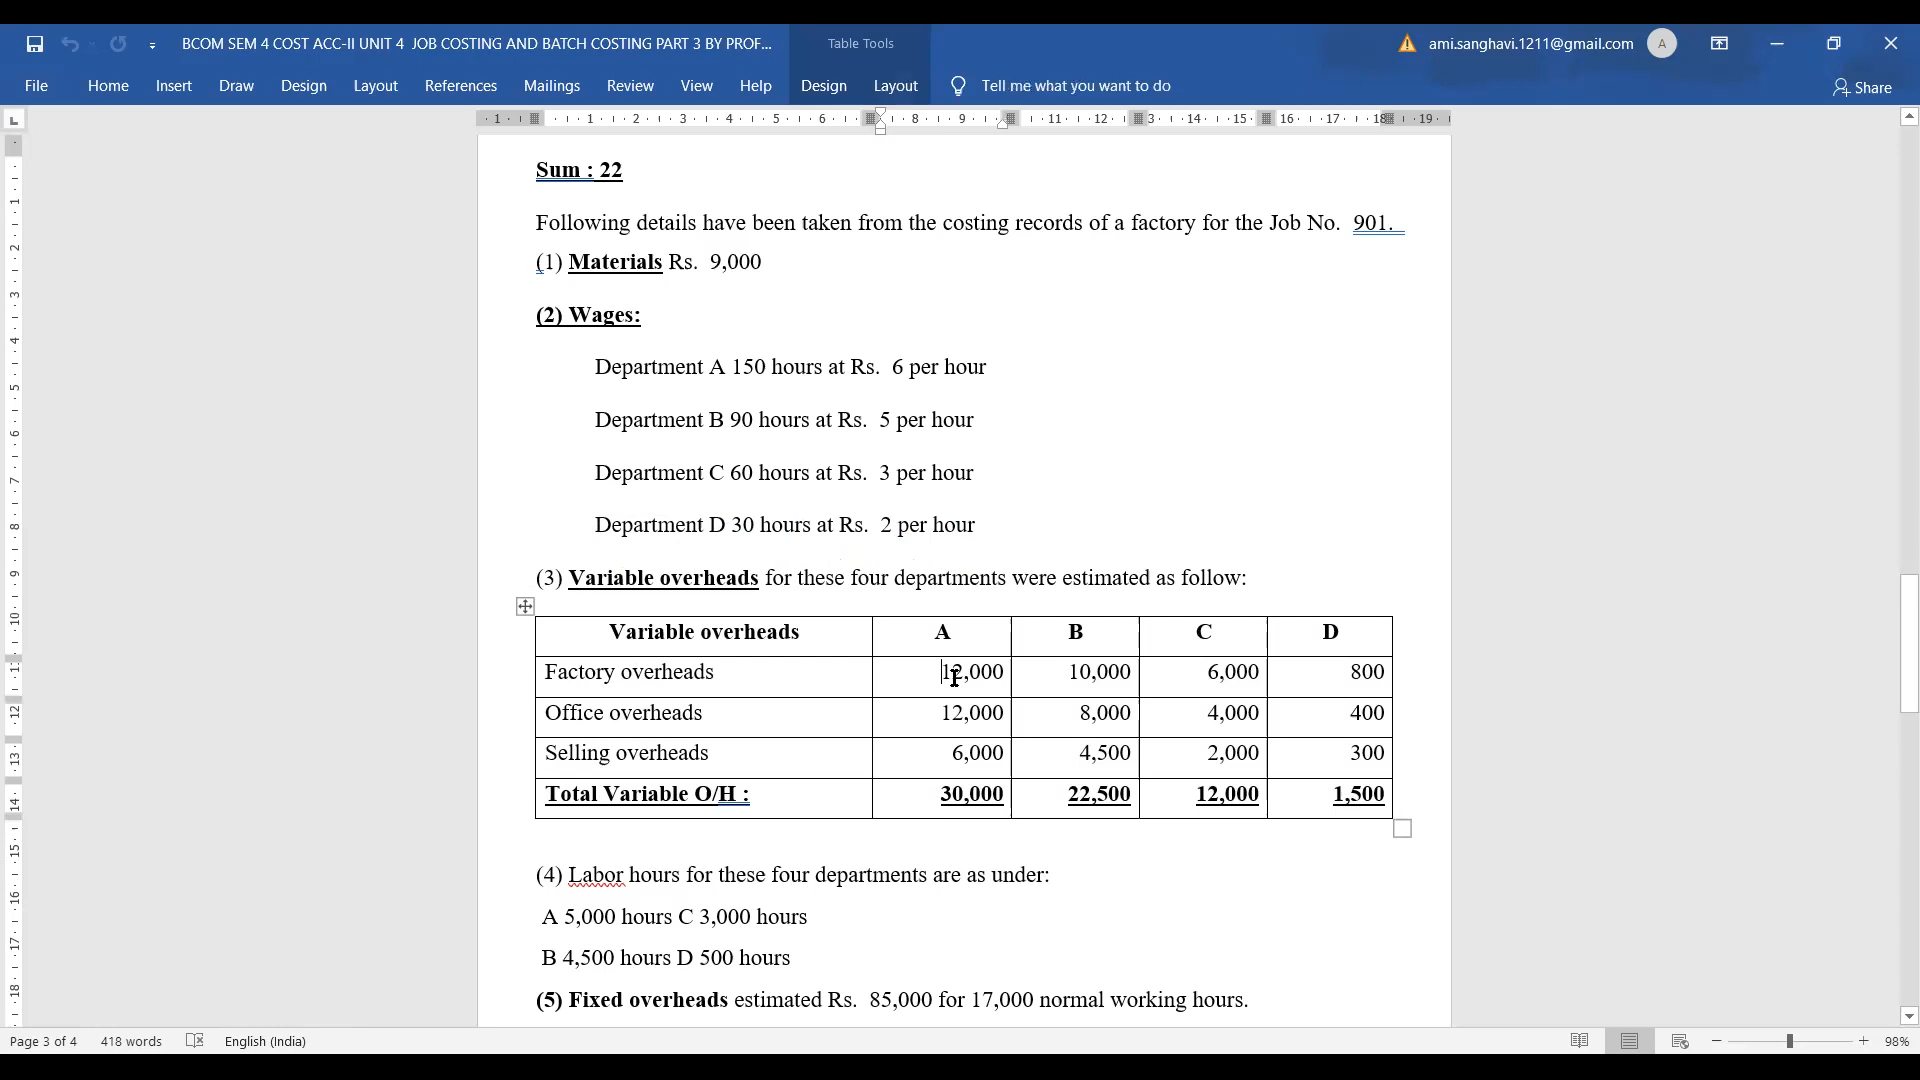 BCOM SEM 4 COST ACC-II UNIT 4 JOB COSTING AND BATCH COSTING PART 3 BY PROF...
Table Tools
ami.sanghavi.1211@gmail.com
A
File Home Insert Draw Design Layout References Mailings Review View Help Design Layout Tell me what you want to do
Share
Sum : 22
Following details have been taken from the costing records of a factory for the Job No. 901.
(1) Materials Rs. 9,000
(2) Wages:
Department A 150 hours at Rs. 6 per hour
Department B 90 hours at Rs. 5 per hour
Department C 60 hours at Rs. 3 per hour
Department D 30 hours at Rs. 2 per hour
(3) Variable overheads for these four departments were estimated as follow:
Variable overheads A B C D
Factory overheads 12,000 10,000 6,000 800
Office overheads 12,000 8,000 4,000 400
Selling overheads 6,000 4,500 2,000 300
Total Variable O/H : 30,000 22,500 12,000 1,500
(4) Labor hours for these four departments are as under:
A 5,000 hours C 3,000 hours
B 4,500 hours D 500 hours
(5) Fixed overheads estimated Rs. 85,000 for 17,000 normal working hours.
Page 3 of 4 418 words English (India) 98%